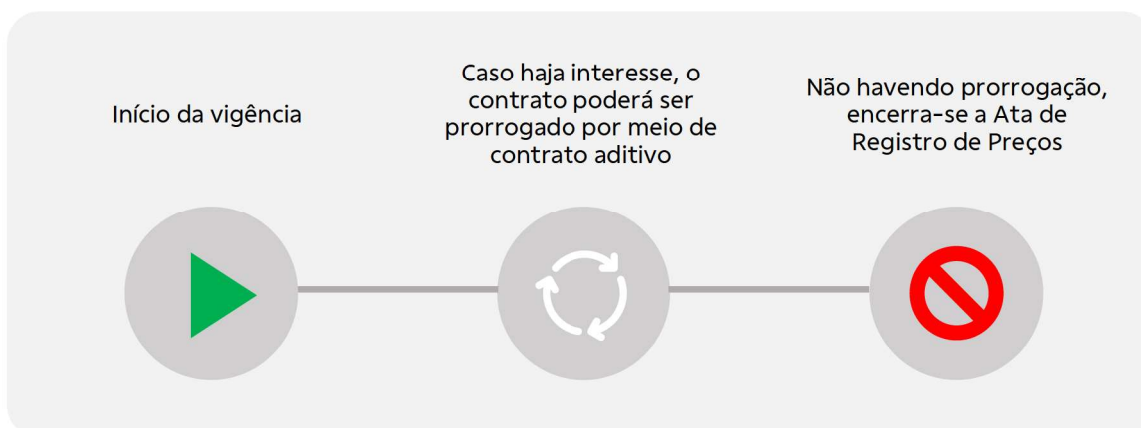 Início da vigência
Caso haja interesse, o
contrato poderá ser
prorrogado por meio de
contrato aditivo
Não havendo prorrogação,
encerra-se a Ata de
Registro de Preços